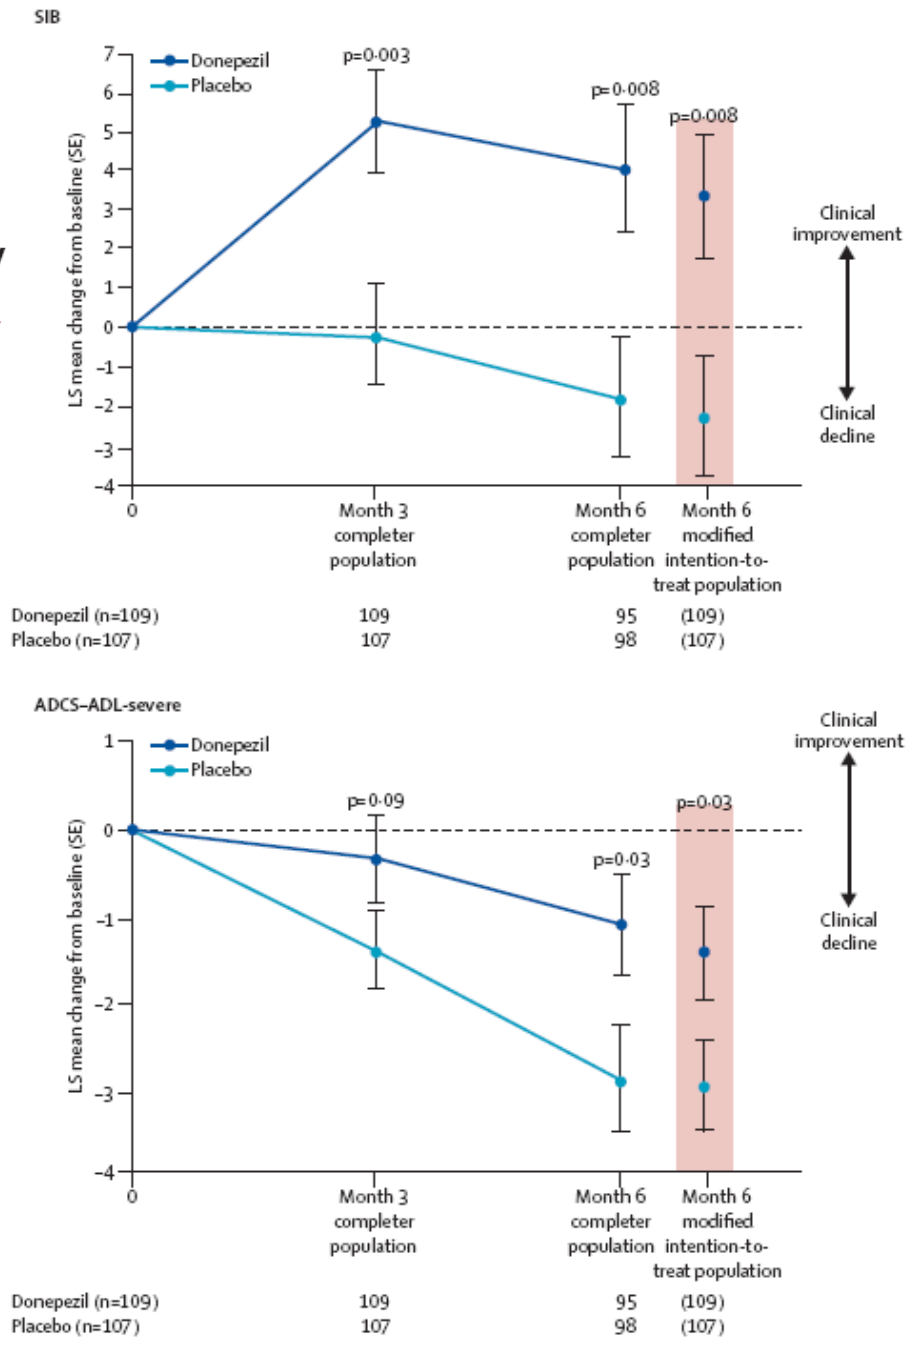 SIB
7
6
5
4
3
2
1
0
–1
–2
–3
–4
LS mean change from baseline (SE)
Donepezil
Placebo
p=0·003
p=0·008
p=0·008
Clinical
improvement
Clinical
decline
0
Month 3
completer
population
Month 6
completer
population
Month 6
modified
intention-to-
treat population
Donepezil (n=109) 109 95 (109)
Placebo (n=107) 107 98 (107)
ADCS–ADL-severe
1
0
–1
–2
–3
–4
LS mean change from baseline (SE)
Donepezil
Placebo
p=0·09
p=0·03
p=0·03
Clinical
improvement
Clinical
decline
0
Month 3
completer
population
Month 6
completer
population
Month 6
modified
intention-to-
treat population
Donepezil (n=109) 109 95 (109)
Placebo (n=107) 107 98 (107)